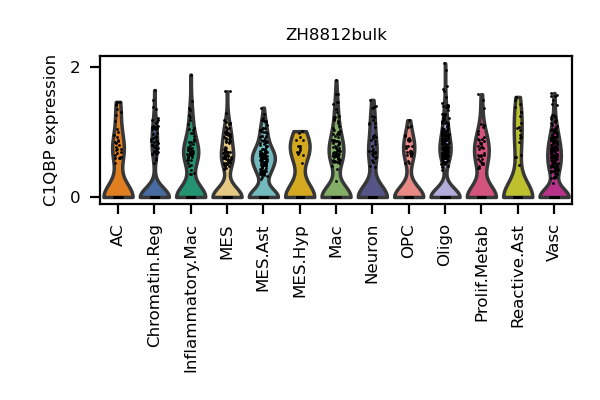 ZH8812bulk
C1QBP expression
2
0
AC
Chromatin.Reg
Inflammatory.Mac
MES
MES.Ast
MES.Hyp
Mac
Neuron
OPC
Oligo
Prolif.Metab
Reactive.Ast
Vasc